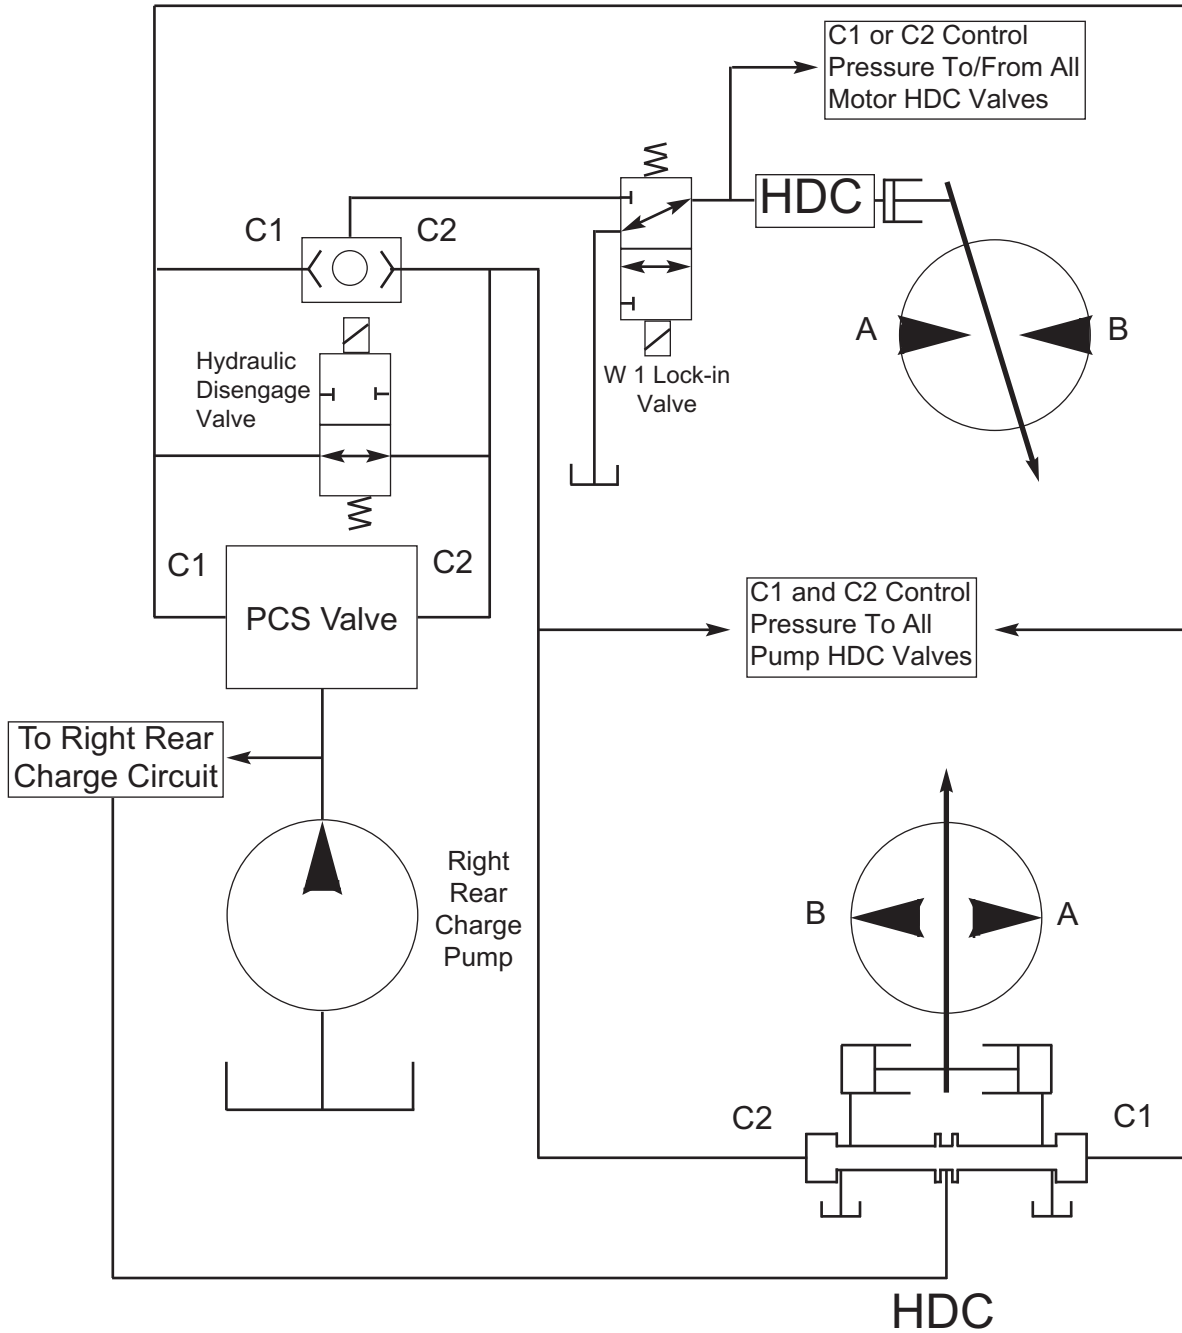 C1 or C2 Control
Pressure To/From All
Motor HDC Valves
HDC
C1
C2
A
B
Hydraulic
Disengage
Valve
W 1 Lock-in
Valve
C1
C2
PCS Valve
C1 and C2 Control
Pressure To All
Pump HDC Valves
To Right Rear
Charge Circuit
Right
Rear
Charge
Pump
B
A
C2
C1
HDC